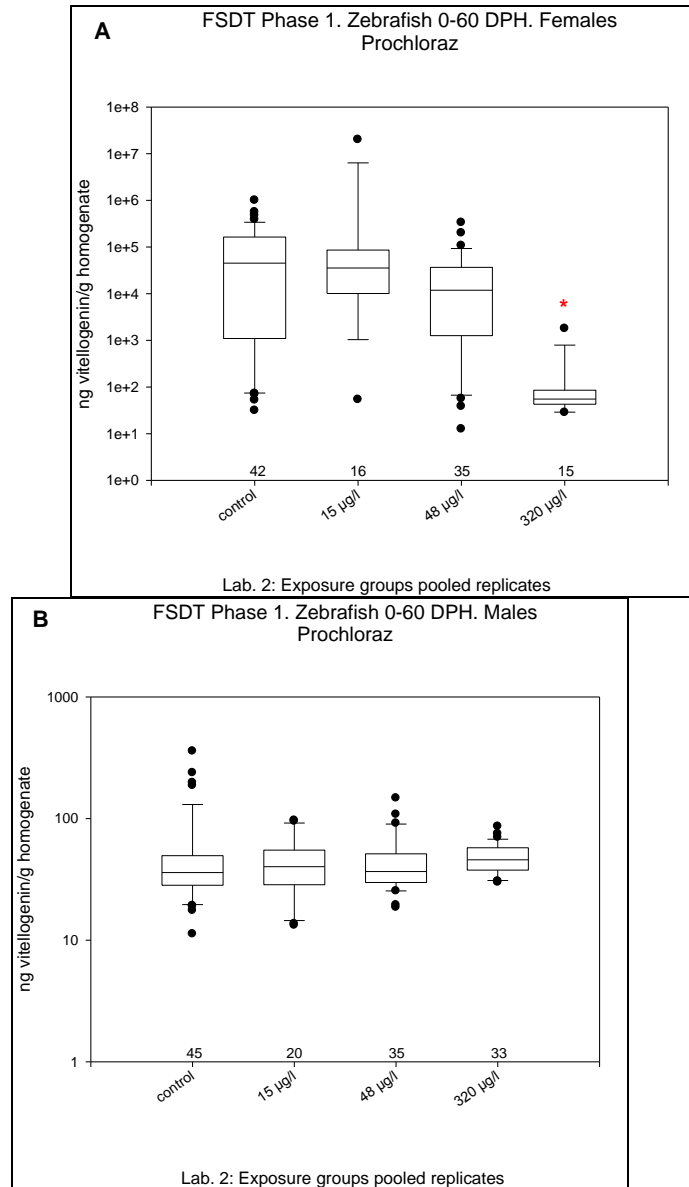 A
FSDT Phase 1. Zebrafish 0-60 DPH. Females
Prochloraz
ng vitellogenin/g homogenate
1e+8
1e+7
1e+6
1e+5
1e+4
1e+3
1e+2
1e+1
1e+0
*
42 16 35 15
control 15 µg/l 48 µg/l 320 µg/l
Lab. 2: Exposure groups pooled replicates
B
FSDT Phase 1. Zebrafish 0-60 DPH. Males
Prochloraz
ng vitellogenin/g homogenate
1000
100
10
1
45 20 35 33
control 15 µg/l 48 µg/l 320 µg/l
Lab. 2: Exposure groups pooled replicates